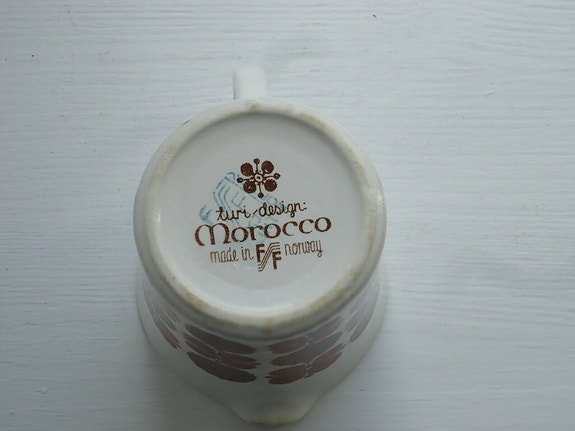 turi-design:
Morocco
made in F/F norway